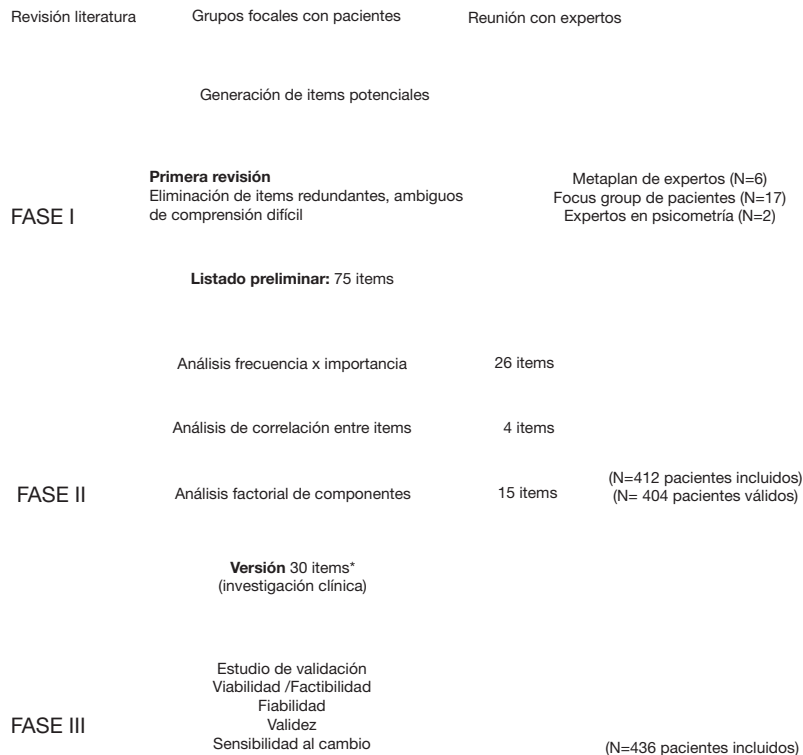 Revisión literatura
Grupos focales con pacientes
Reunión con expertos
Generación de items potenciales
FASE I
Primera revisión
Eliminación de items redundantes, ambiguos
de comprensión difícil
Metaplan de expertos (N=6)
Focus group de pacientes (N=17)
Expertos en psicometría (N=2)
Listado preliminar: 75 items
Análisis frecuencia x importancia
26 items
Análisis de correlación entre items
4 items
FASE II
Análisis factorial de componentes
15 items
(N=412 pacientes incluidos)
(N= 404 pacientes válidos)
Versión 30 items*
(investigación clínica)
FASE III
Estudio de validación
Viabilidad /Factibilidad
Fiabilidad
Validez
Sensibilidad al cambio
(N=436 pacientes incluidos)